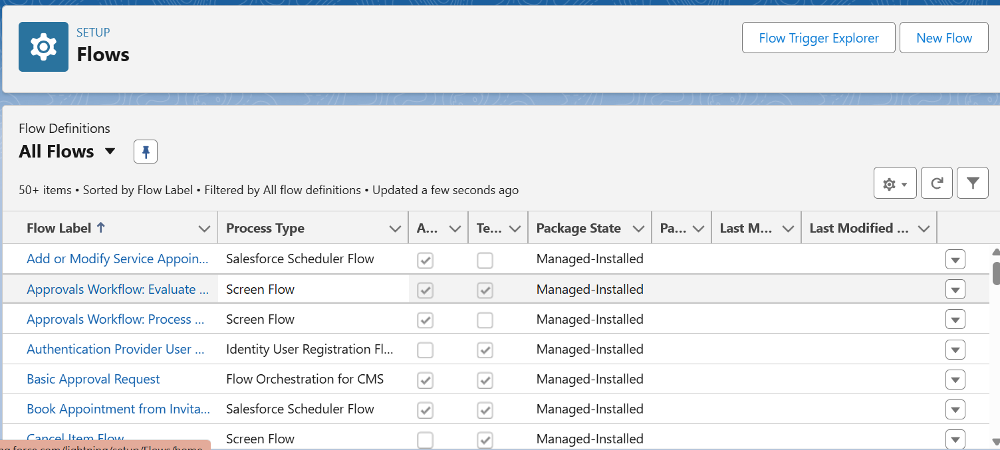 SETUP
Flows
Flow Trigger Explorer
New Flow
Flow Definitions
All Flows
50+ items • Sorted by Flow Label • Filtered by All flow definitions • Updated a few seconds ago
Flow Label ↑ Process Type A... Te... Package State Pa... Last M... Last Modified ...
Add or Modify Service Appoin... Salesforce Scheduler Flow Managed-Installed
Approvals Workflow: Evaluate ... Screen Flow Managed-Installed
Approvals Workflow: Process ... Screen Flow Managed-Installed
Authentication Provider User ... Identity User Registration Fl... Managed-Installed
Basic Approval Request Flow Orchestration for CMS Managed-Installed
Book Appointment from Invita... Salesforce Scheduler Flow Managed-Installed
Cancel Item Flow Screen Flow Managed-Installed
ng.force.com/lightning/setup/Flows/home